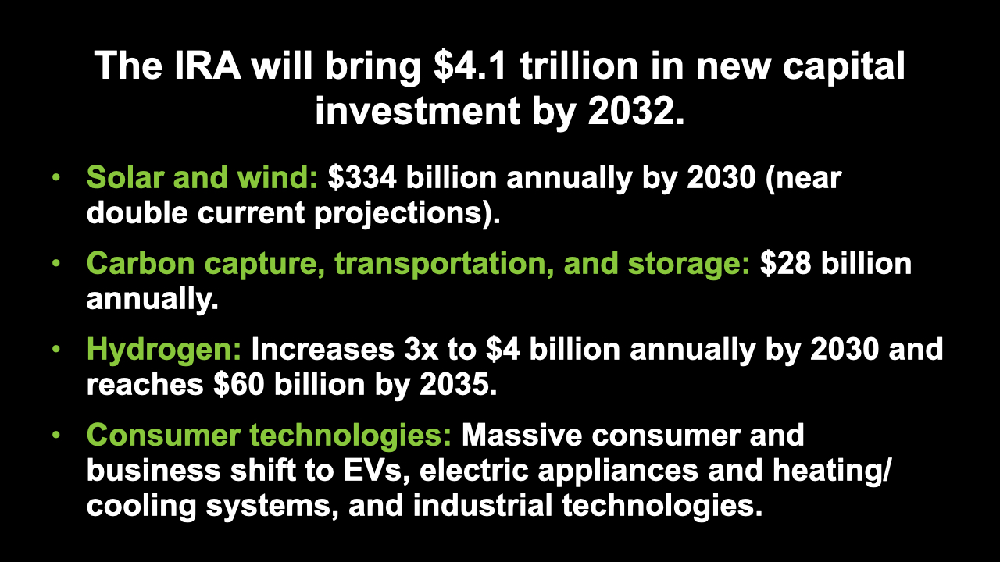 The IRA will bring $4.1 trillion in new capital
investment by 2032.
• Solar and wind: $334 billion annually by 2030 (near
double current projections).
• Carbon capture, transportation, and storage: $28 billion
annually.
• Hydrogen: Increases 3x to $4 billion annually by 2030 and
reaches $60 billion by 2035.
• Consumer technologies: Massive consumer and
business shift to EVs, electric appliances and heating/
cooling systems, and industrial technologies.